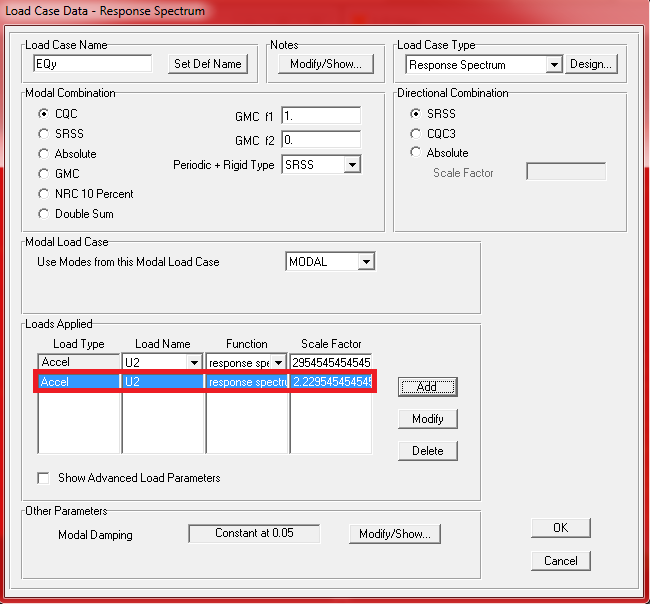 Load Case Data - Response Spectrum
Load Case Name
EQy
Set Def Name
Notes
Modify/Show...
Load Case Type
Response Spectrum
Design...
Modal Combination
CQC
SRSS
Absolute
GMC
NRC 10 Percent
Double Sum
GMC f1
1.
GMC f2
0.
Periodic + Rigid Type
SRSS
Directional Combination
SRSS
CQC3
Absolute
Scale Factor
Modal Load Case
Use Modes from this Modal Load Case
MODAL
Loads Applied
Load Type Load Name Function Scale Factor
Accel U2 response spe 2954545454545
Accel U2 response spectru 2.229545454545
Add
Modify
Delete
Show Advanced Load Parameters
Other Parameters
Modal Damping
Constant at 0.05
Modify/Show...
OK
Cancel